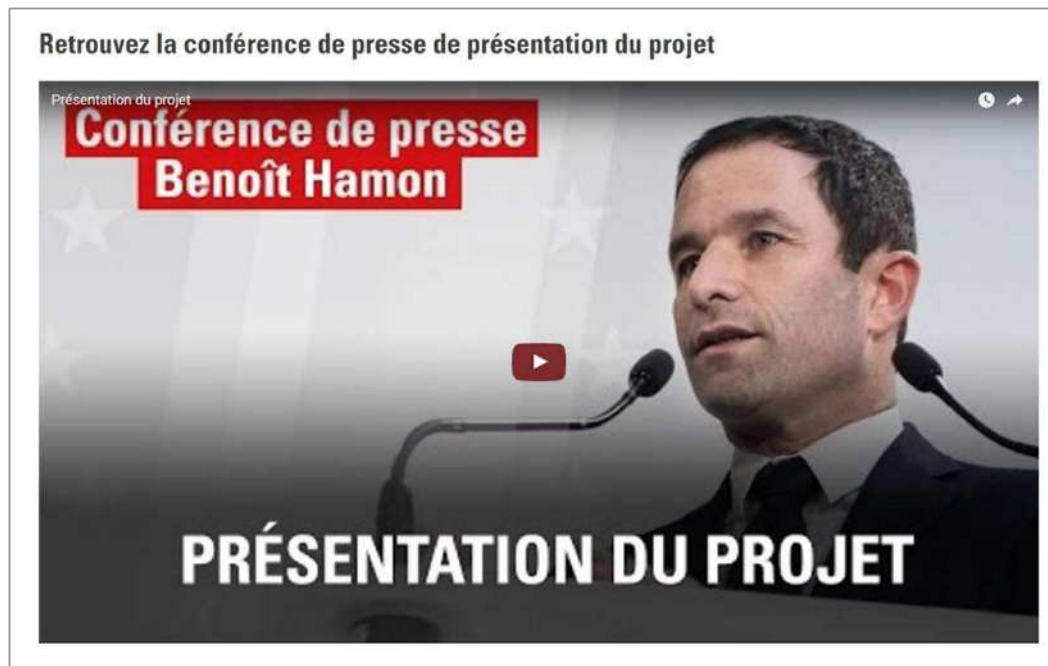 Retrouvez la conférence de presse de présentation du projet
Présentation du projet
Conférence de presse
Benoît Hamon
PRÉSENTATION DU PROJET